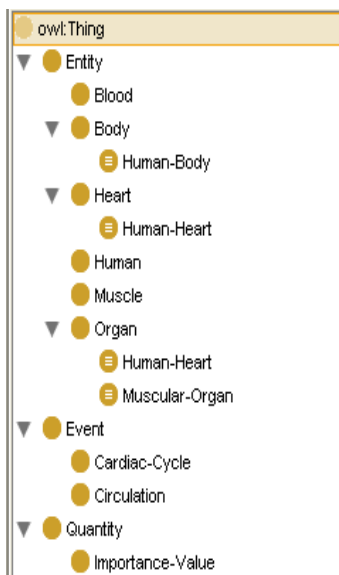 owl:Thing
Entity
Blood
Body
Human-Body
Heart
Human-Heart
Human
Muscle
Organ
Human-Heart
Muscular-Organ
Event
Cardiac-Cycle
Circulation
Quantity
Importance-Value